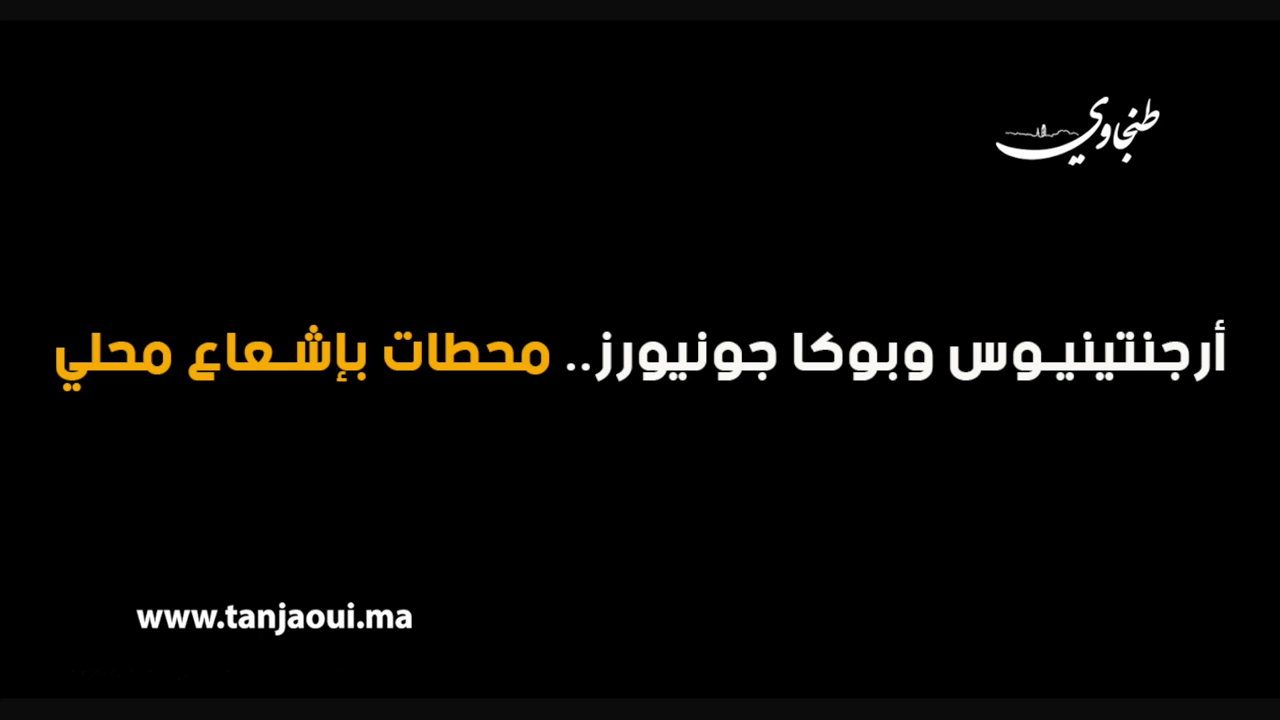 طنجاوي
أرجنتينيـوس وبوكا جونيورز.. محطات بإشـعاع محلي
www.tanjaoui.ma